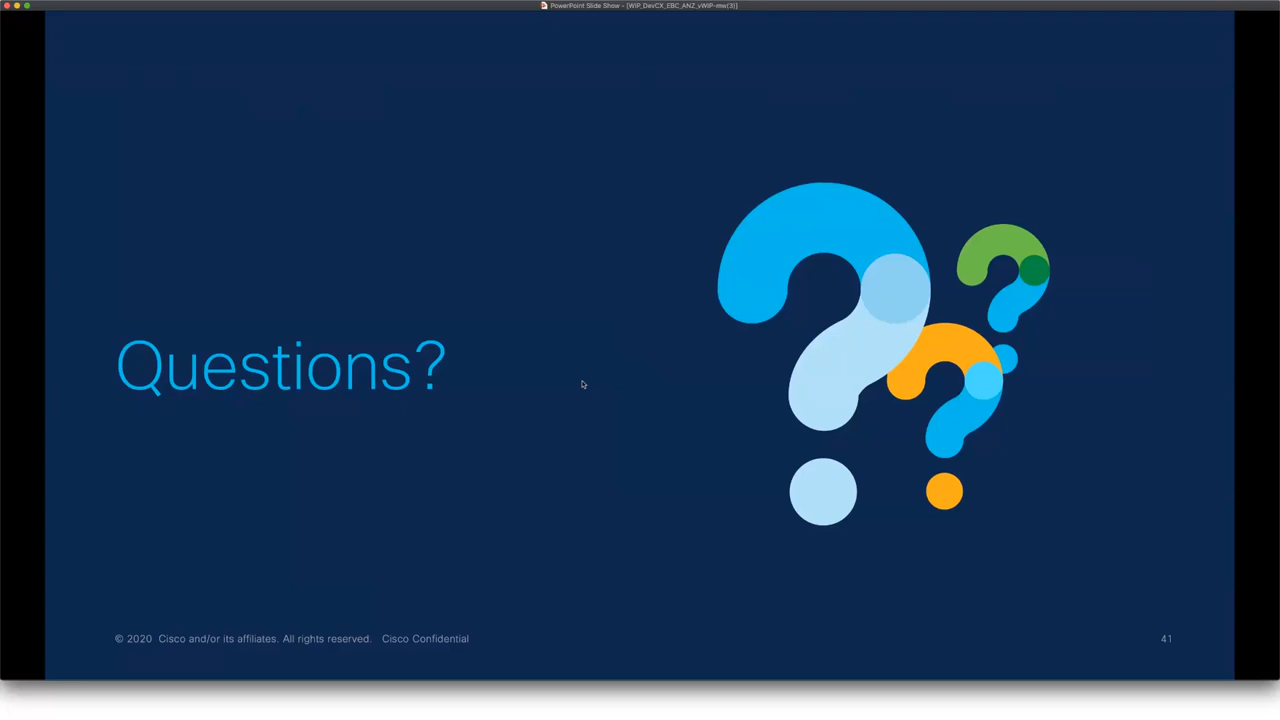 PowerPoint Slide Show - [WIP_DevCX_EBC_ANZ_vWIP-mw(3)]
Questions?
© 2020 Cisco and/or its affiliates. All rights reserved. Cisco Confidential
41